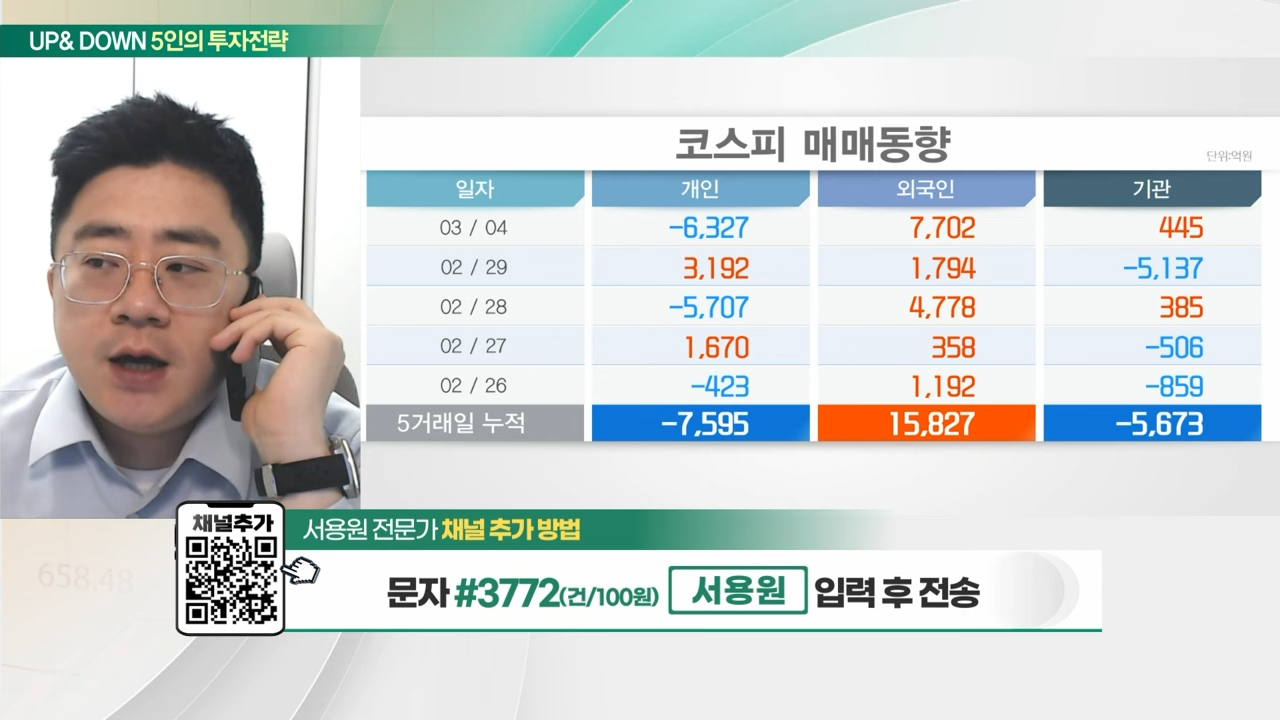 UP& DOWN 5인의 투자전략
코스피 매매동향
단위:억원
일자 개인 외국인 기관
03 / 04 -6,327 7,702 445
02 / 29 3,192 1,794 -5,137
02 / 28 -5,707 4,778 385
02 / 27 1,670 358 -506
02 / 26 -423 1,192 -859
5거래일 누적 -7,595 15,827 -5,673
채널추가
서용원 전문가 채널 추가 방법
658.48
문자 #3772(건/100원) 서용원 입력 후 전송